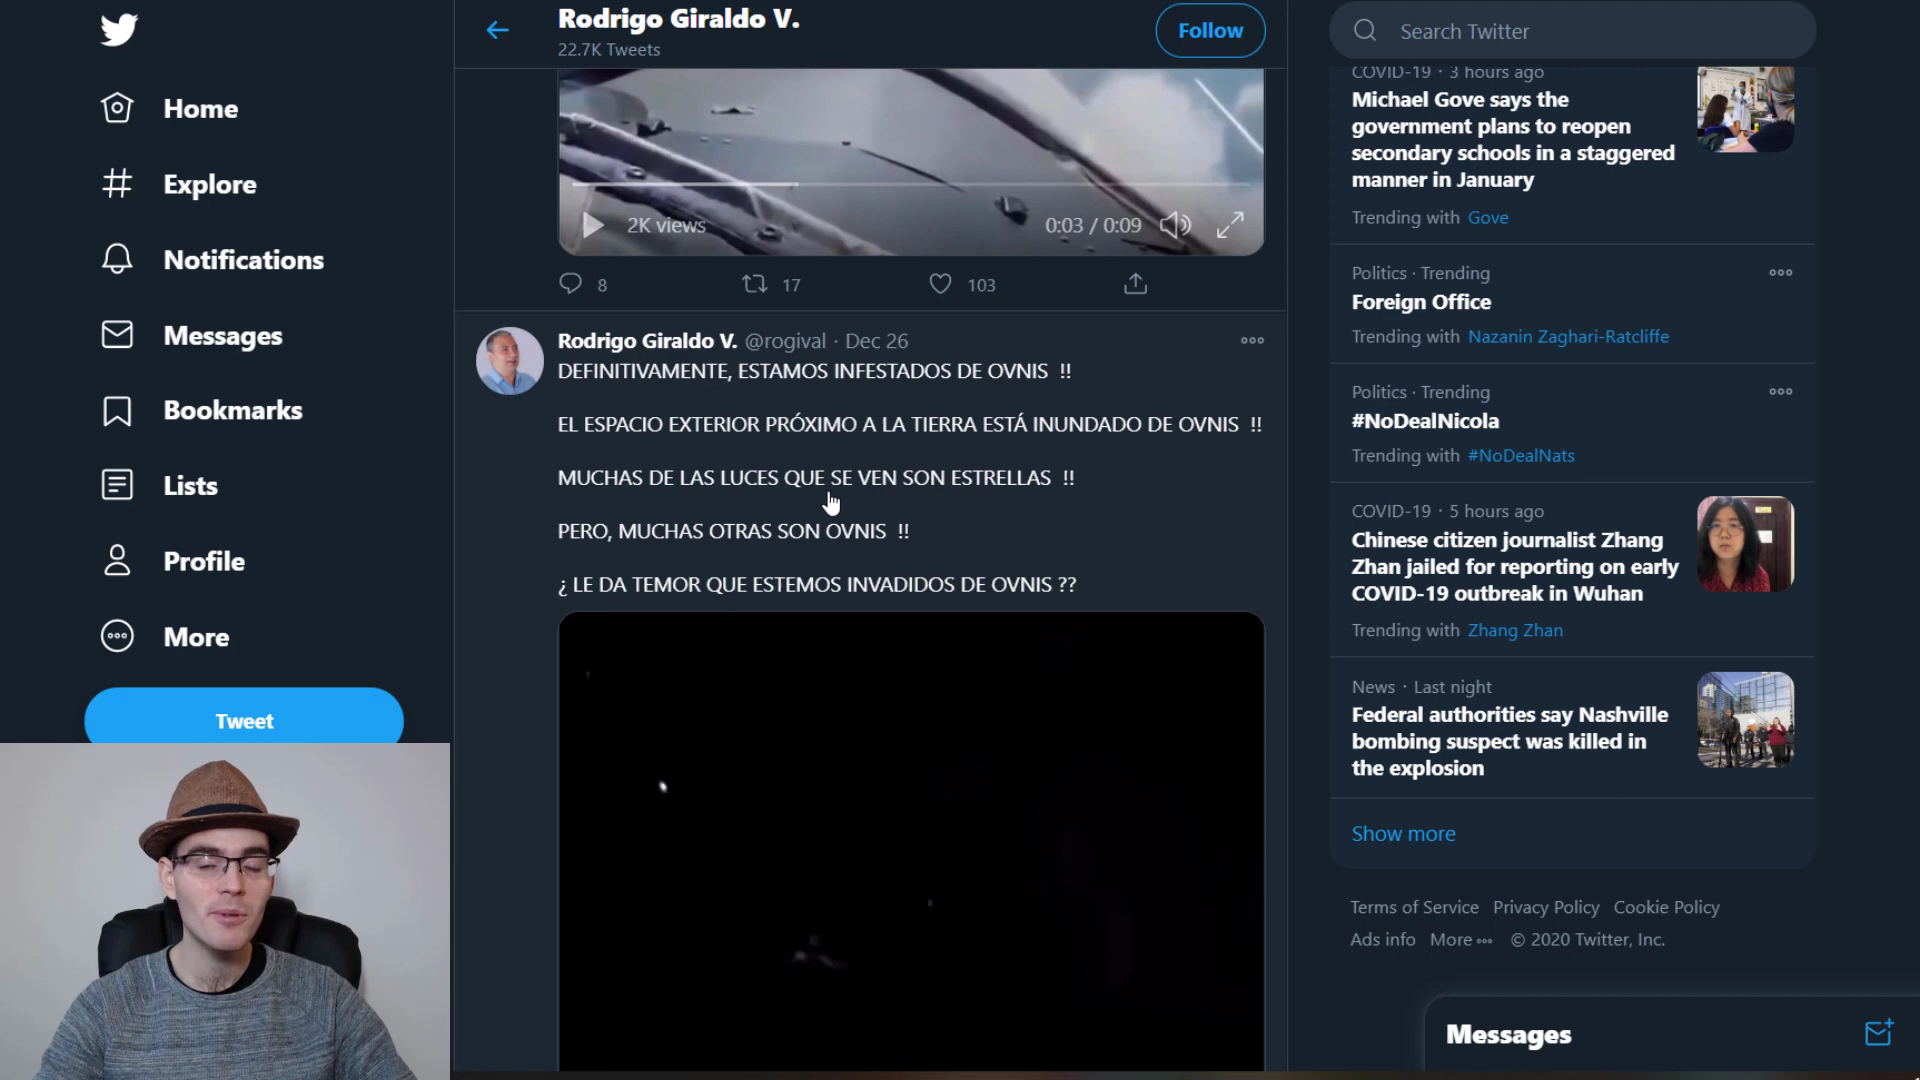 Home
Explore
Notifications
Messages
Bookmarks
Lists
Profile
More
Tweet
Rodrigo Giraldo V.
22.7K Tweets
Follow
2K views
0:03 / 0:09
8
17
103
Rodrigo Giraldo V. @rogival · Dec 26
DEFINITIVAMENTE, ESTAMOS INFESTADOS DE OVNIS !!
EL ESPACIO EXTERIOR PRÓXIMO A LA TIERRA ESTÁ INUNDADO DE OVNIS !!
MUCHAS DE LAS LUCES QUE SE VEN SON ESTRELLAS !!
PERO, MUCHAS OTRAS SON OVNIS !!
¿ LE DA TEMOR QUE ESTEMOS INVADIDOS DE OVNIS ??
Search Twitter
COVID-19 · 3 hours ago
Michael Gove says the
government plans to reopen
secondary schools in a staggered
manner in January
Trending with Gove
Politics · Trending
Foreign Office
Trending with Nazanin Zaghari-Ratcliffe
Politics · Trending
#NoDealNicola
Trending with #NoDealNats
COVID-19 · 5 hours ago
Chinese citizen journalist Zhang
Zhan jailed for reporting on early
COVID-19 outbreak in Wuhan
Trending with Zhang Zhan
News · Last night
Federal authorities say Nashville
bombing suspect was killed in
the explosion
Show more
Terms of Service Privacy Policy Cookie Policy
Ads info More © 2020 Twitter, Inc.
Messages